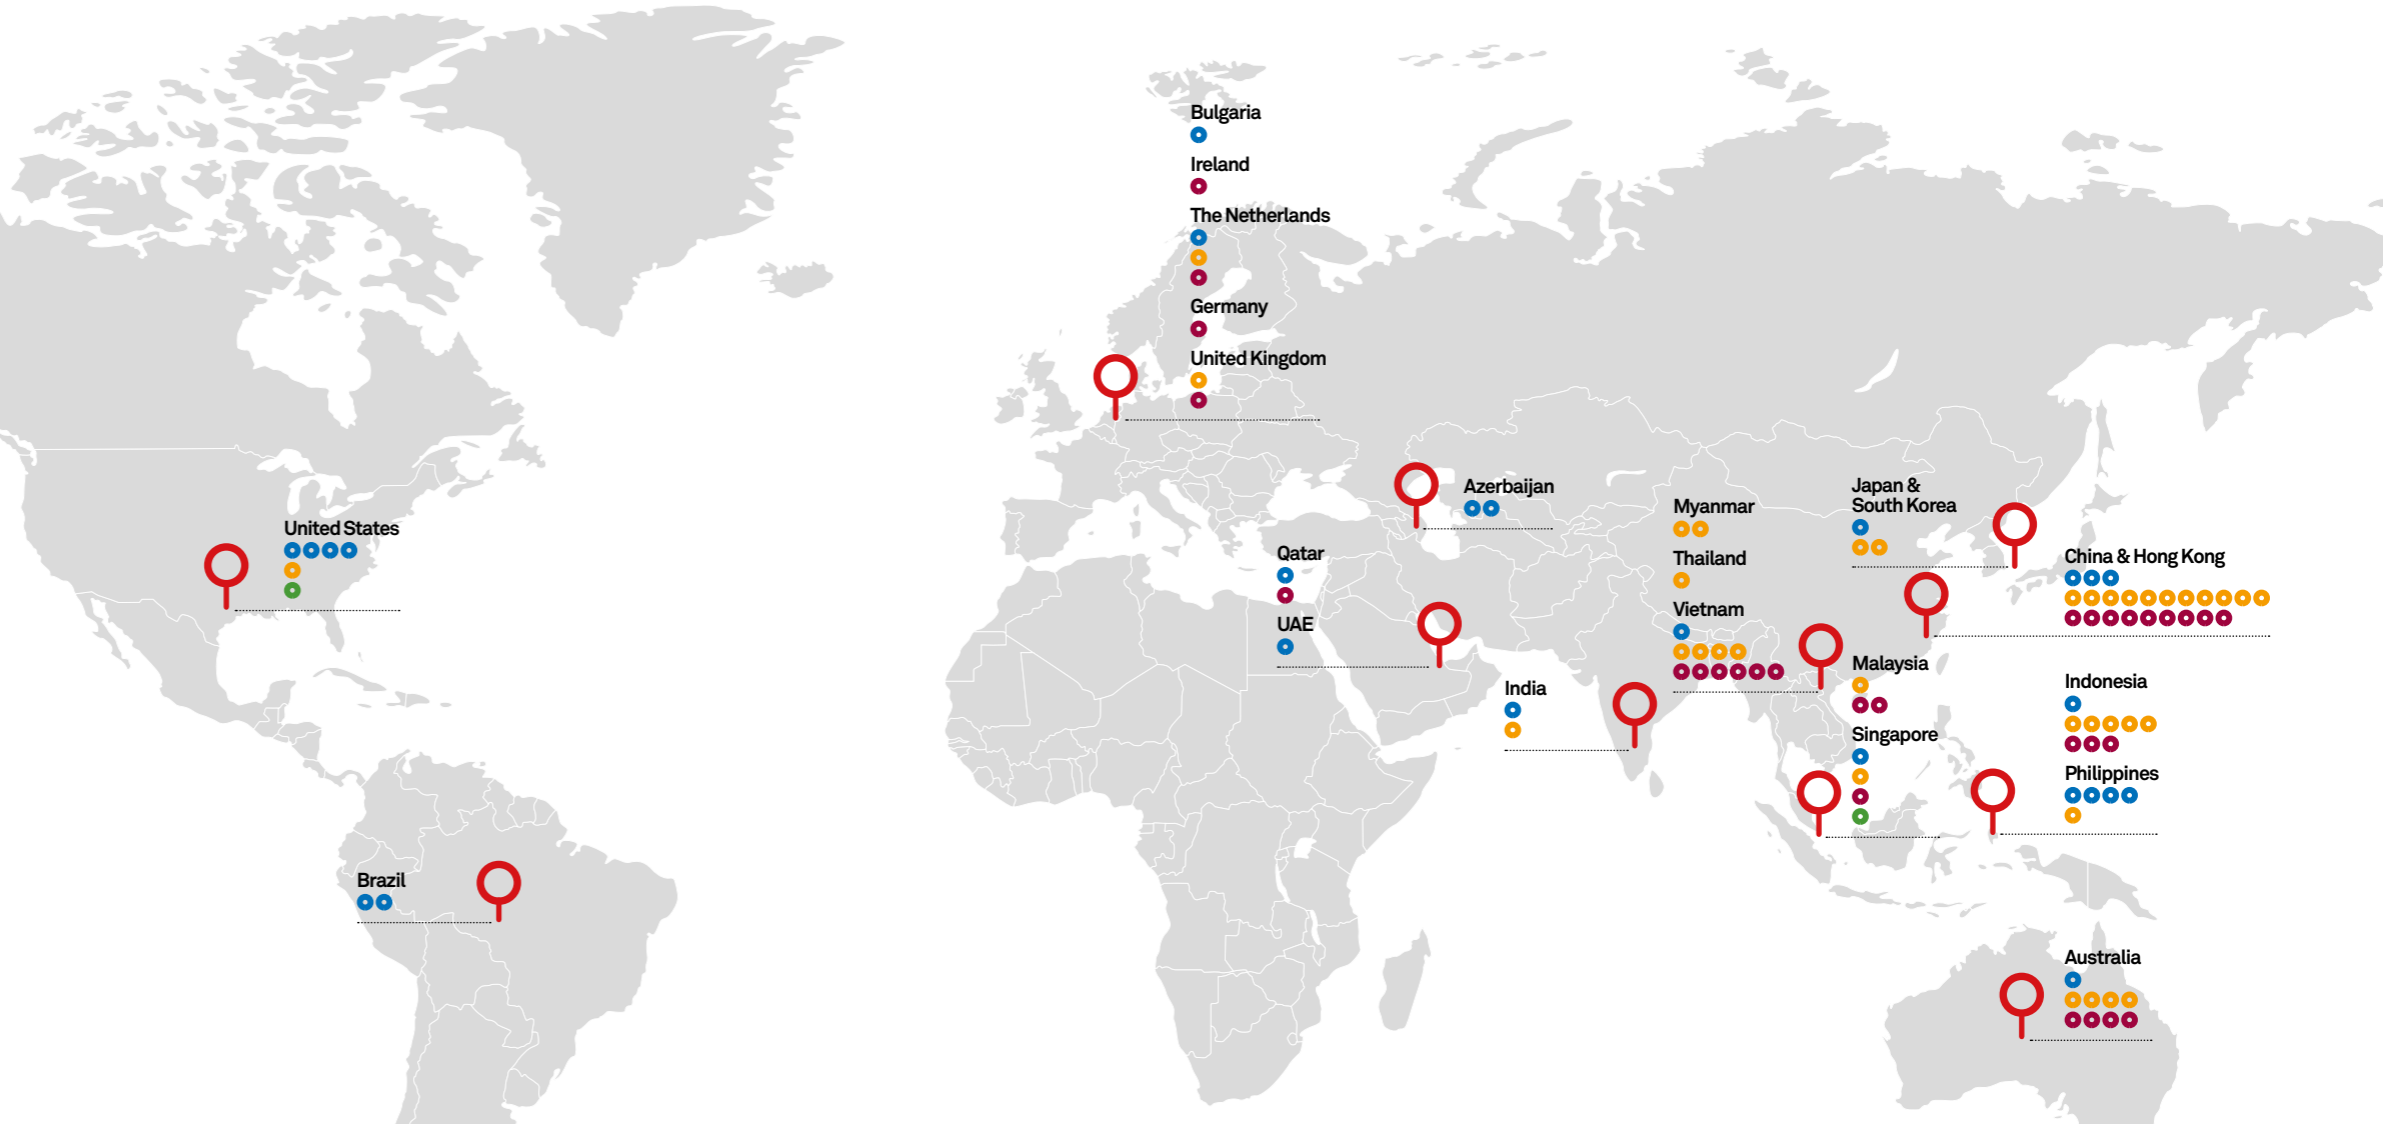 Bulgaria
Ireland
The Netherlands
Germany
United Kingdom
United States
Azerbaijan
Qatar
UAE
India
Myanmar
Thailand
Vietnam
Japan &
South Korea
China & Hong Kong
Malaysia
Singapore
Indonesia
Philippines
Brazil
Australia